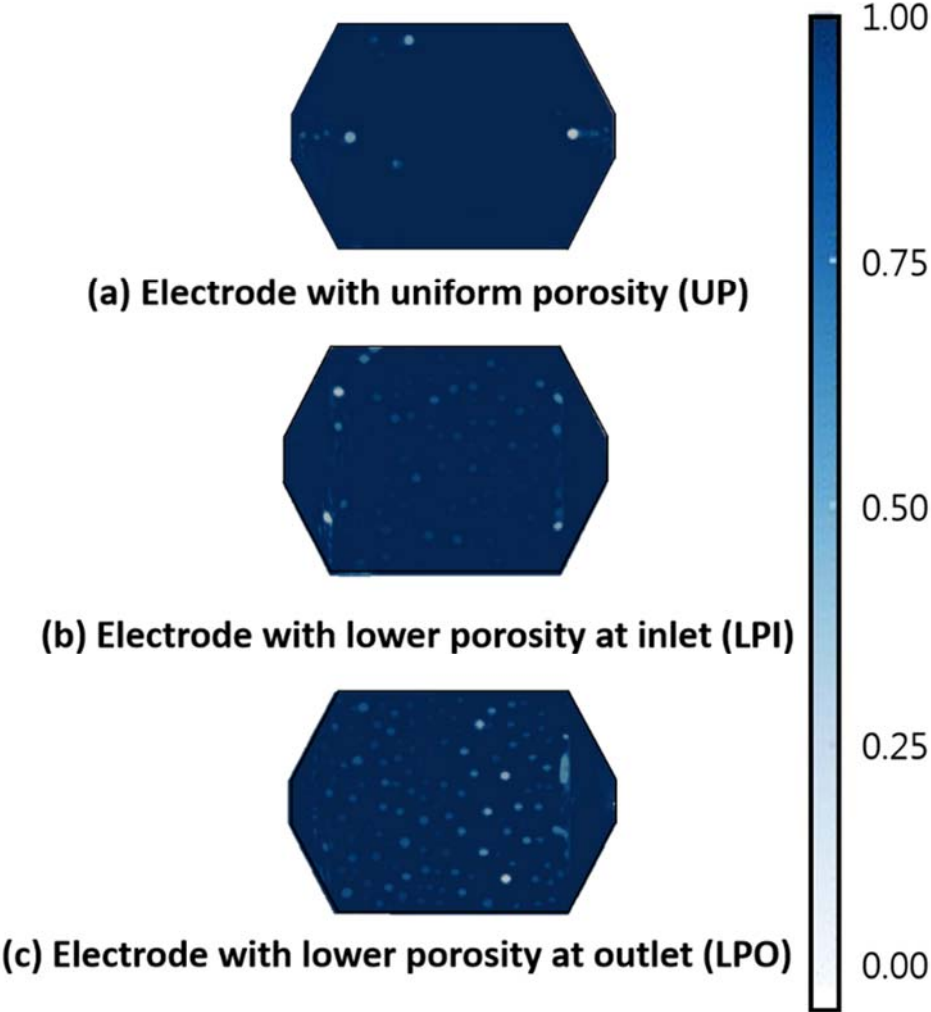 1.00
(a) Electrode with uniform porosity (UP)
0.75
0.50
(b) Electrode with lower porosity at inlet (LPI)
0.25
(c) Electrode with lower porosity at outlet (LPO)
0.00